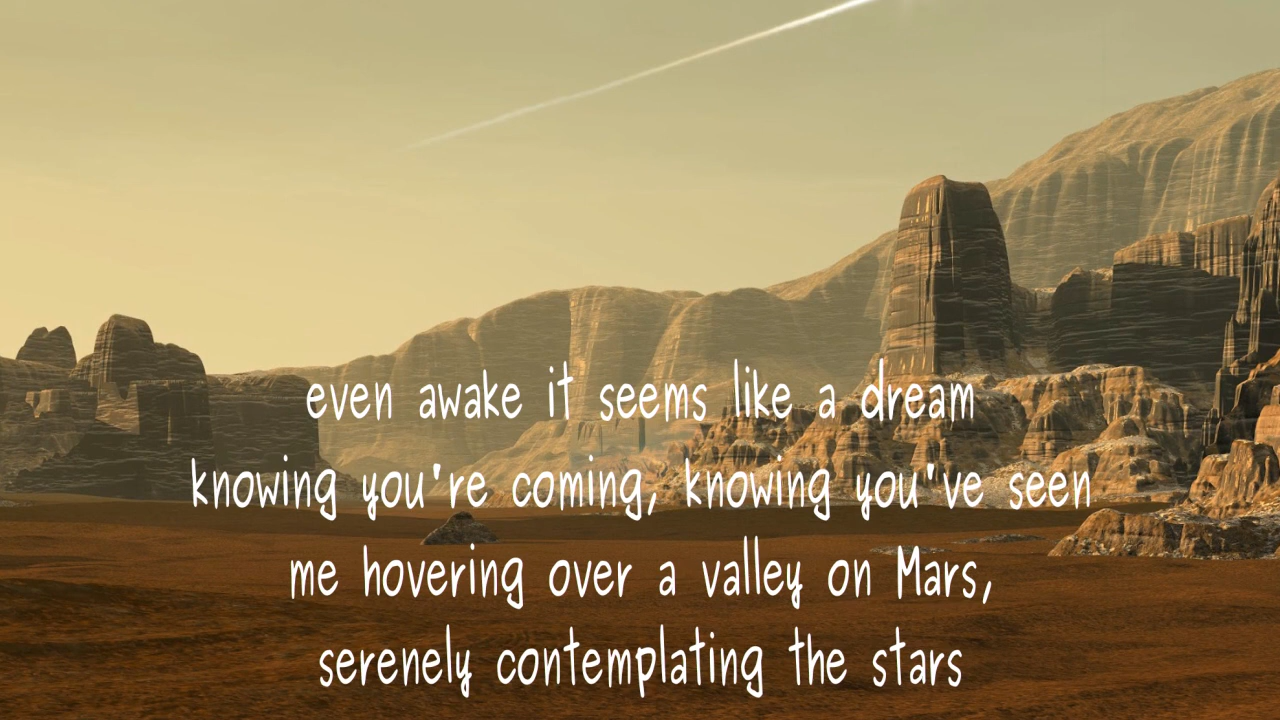 even awake it seems like a dream
knowing you're coming, knowing you've seen
me hovering over a valley on Mars,
serenely contemplating the stars